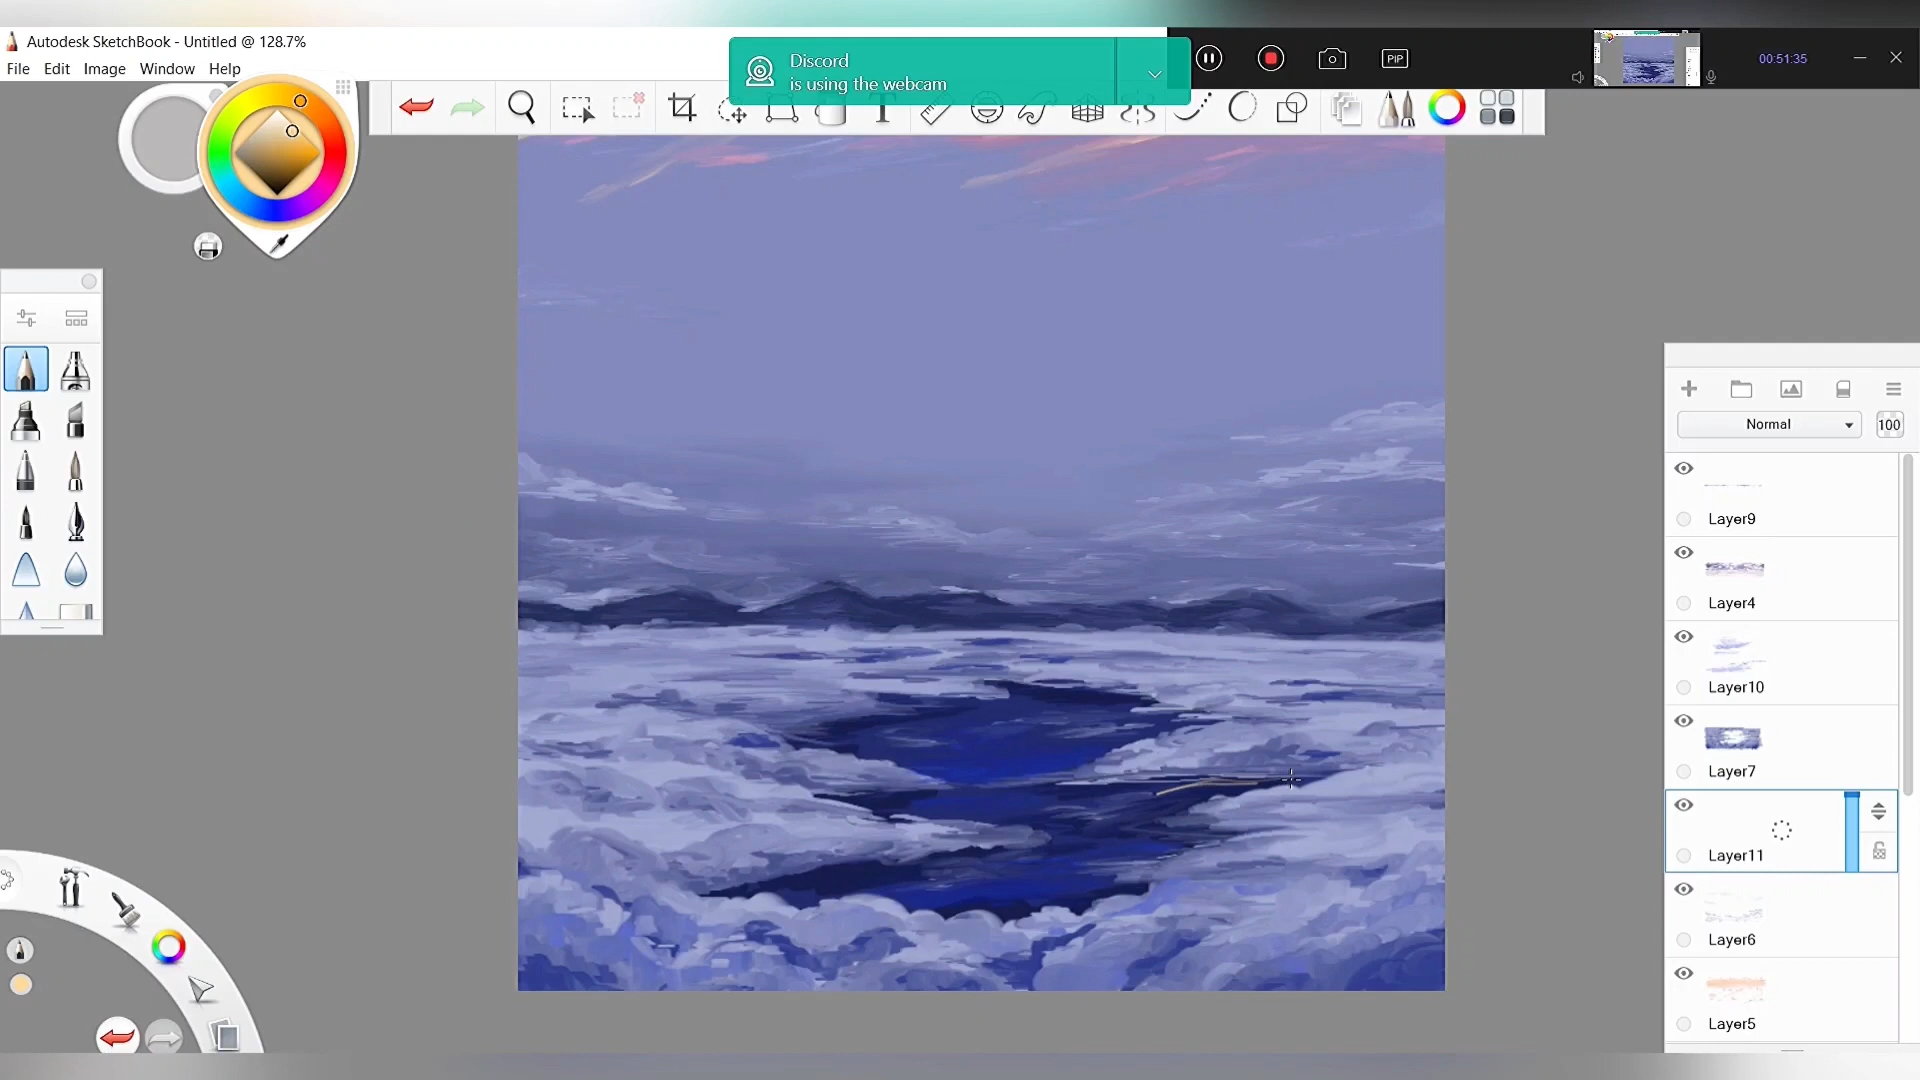 Autodesk SketchBook - Untitled @ 128.7%
File Edit Image Window Help
Discord
is using the webcam
PIP
00:51:35
T
Normal
100
Layer9
Layer4
Layer10
Layer7
Layer11
Layer6
Layer5